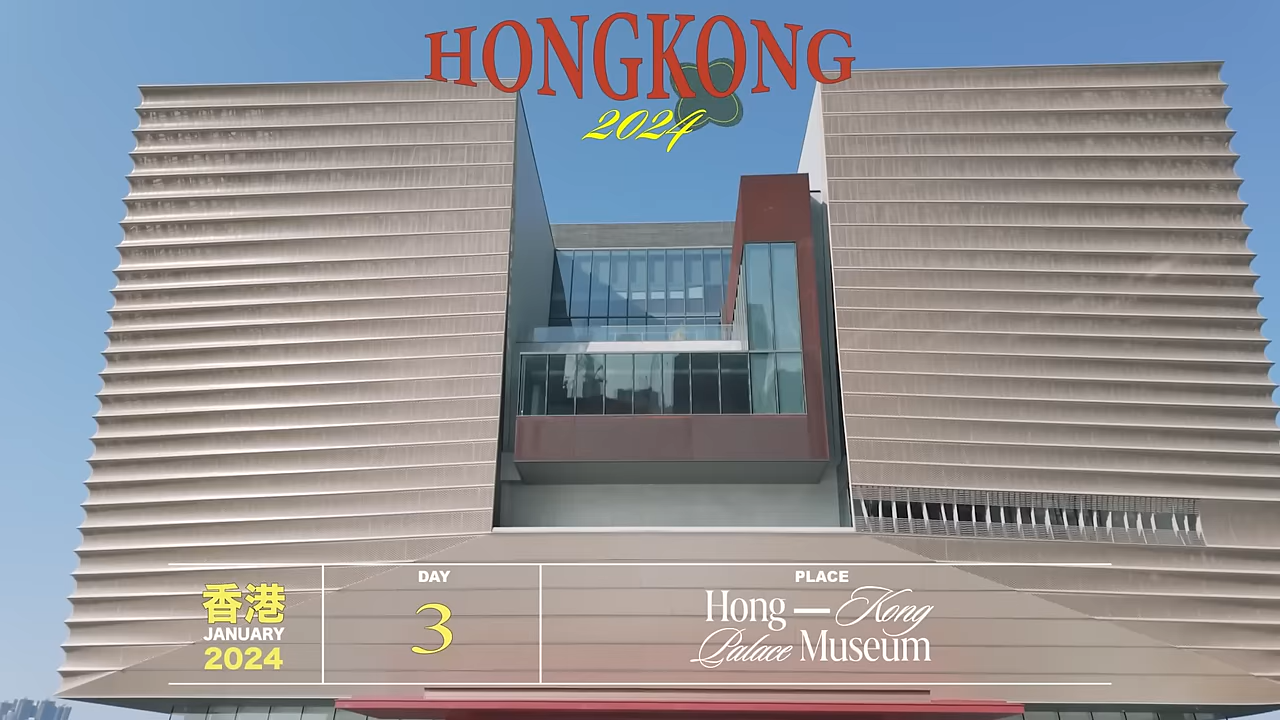 HONGKONG
2024
香港
JANUARY
2024
DAY
3
PLACE
Hong — Kong
Palace Museum